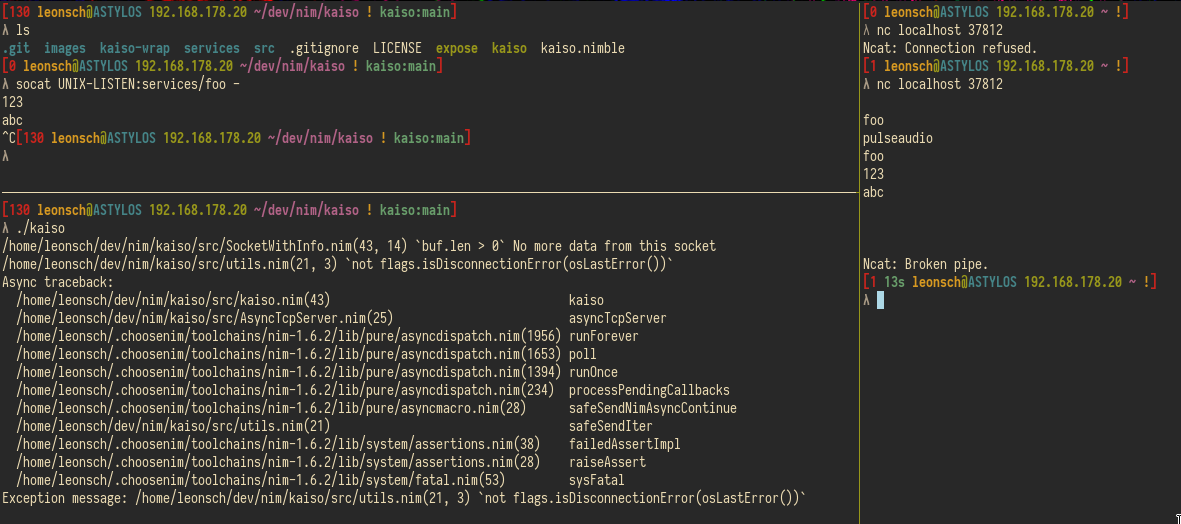 [130 leonsch@ASTYLOS 192.168.178.20 ~/dev/nim/kaiso ! kaiso:main]
λ ls
.git images kaiso-wrap services src .gitignore LICENSE expose kaiso kaiso.nimble
[0 leonsch@ASTYLOS 192.168.178.20 ~/dev/nim/kaiso ! kaiso:main]
λ socat UNIX-LISTEN:services/foo -
123
abc
^C[130 leonsch@ASTYLOS 192.168.178.20 ~/dev/nim/kaiso ! kaiso:main]
λ
[130 leonsch@ASTYLOS 192.168.178.20 ~/dev/nim/kaiso ! kaiso:main]
λ ./kaiso
/home/leonsch/dev/nim/kaiso/src/SocketWithInfo.nim(43, 14) `buf.len > 0` No more data from this socket
/home/leonsch/dev/nim/kaiso/src/utils.nim(21, 3) `not flags.isDisconnectionError(osLastError())`
Async traceback:
/home/leonsch/dev/nim/kaiso/src/kaiso.nim(43) kaiso
/home/leonsch/dev/nim/kaiso/src/AsyncTcpServer.nim(25) asyncTcpServer
/home/leonsch/.choosenim/toolchains/nim-1.6.2/lib/pure/asyncdispatch.nim(1956) runForever
/home/leonsch/.choosenim/toolchains/nim-1.6.2/lib/pure/asyncdispatch.nim(1653) poll
/home/leonsch/.choosenim/toolchains/nim-1.6.2/lib/pure/asyncdispatch.nim(1394) runOnce
/home/leonsch/.choosenim/toolchains/nim-1.6.2/lib/pure/asyncdispatch.nim(234) processPendingCallbacks
/home/leonsch/.choosenim/toolchains/nim-1.6.2/lib/pure/asyncmacro.nim(28) safeSendNimAsyncContinue
/home/leonsch/dev/nim/kaiso/src/utils.nim(21) safeSendIter
/home/leonsch/.choosenim/toolchains/nim-1.6.2/lib/system/assertions.nim(38) failedAssertImpl
/home/leonsch/.choosenim/toolchains/nim-1.6.2/lib/system/assertions.nim(28) raiseAssert
/home/leonsch/.choosenim/toolchains/nim-1.6.2/lib/system/fatal.nim(53) sysFatal
Exception message: /home/leonsch/dev/nim/kaiso/src/utils.nim(21, 3) `not flags.isDisconnectionError(osLastError())`
[0 leonsch@ASTYLOS 192.168.178.20 ~ !]
λ nc localhost 37812
Ncat: Connection refused.
[1 leonsch@ASTYLOS 192.168.178.20 ~ !]
λ nc localhost 37812
foo
pulseaudio
foo
123
abc
Ncat: Broken pipe.
[1 13s leonsch@ASTYLOS 192.168.178.20 ~ !]
λ